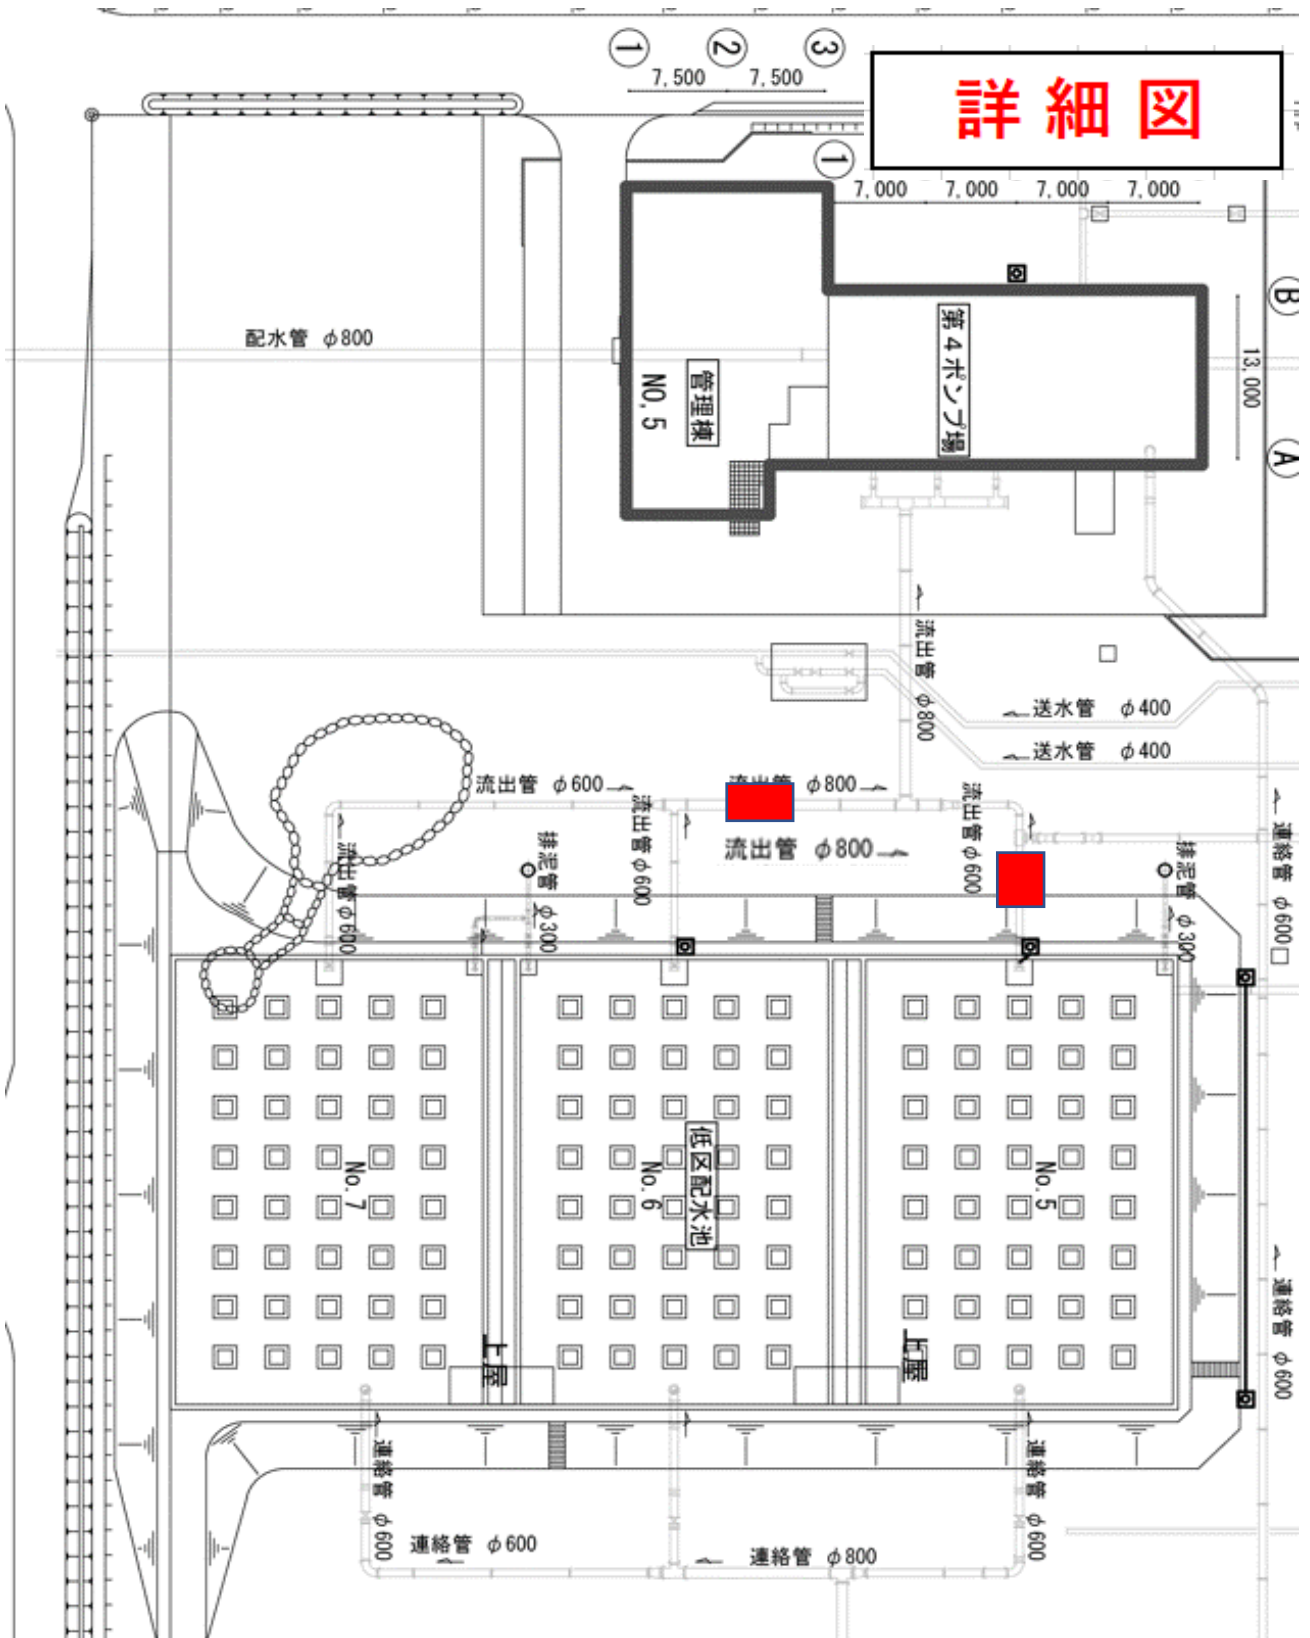 詳細図
① ② ③
7,500 7,500
①
7,000 7,000 7,000 7,000
Ⓑ
13,000
Ⓐ
配水管 φ800
管理棟
NO,5
第4ポンプ場
流出管 φ800
送水管 φ400
送水管 φ400
流出管 φ600
流出管 φ800
流出管 φ800
流出管 φ600
流出管 φ600
流出管 φ600
排泥管 φ300
排泥管 φ300
連絡管 φ600
No.7
No.6
低区配水池
No.5
上屋
上屋
連絡管 φ600
連絡管 φ600
連絡管 φ600
連絡管 φ600
連絡管 φ800